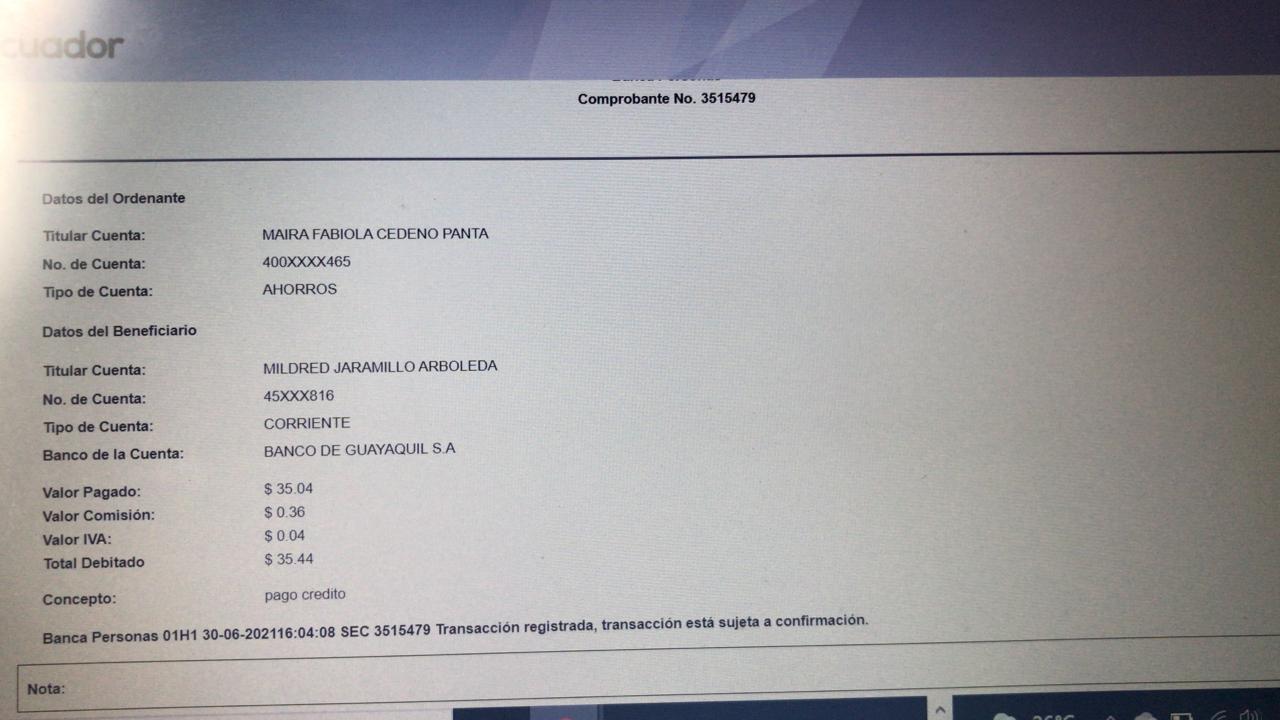 cuador
Comprobante No. 3515479
Datos del Ordenante
Titular Cuenta: MAIRA FABIOLA CEDENO PANTA
No. de Cuenta: 400XXXX465
Tipo de Cuenta: AHORROS
Datos del Beneficiario
Titular Cuenta: MILDRED JARAMILLO ARBOLEDA
No. de Cuenta: 45XXX816
Tipo de Cuenta: CORRIENTE
Banco de la Cuenta: BANCO DE GUAYAQUIL S.A
Valor Pagado: $ 35.04
Valor Comisión: $ 0.36
Valor IVA: $ 0.04
Total Debitado $ 35.44
Concepto: pago credito
Banca Personas 01H1 30-06-202116:04:08 SEC 3515479 Transacción registrada, transacción está sujeta a confirmación.
Nota: